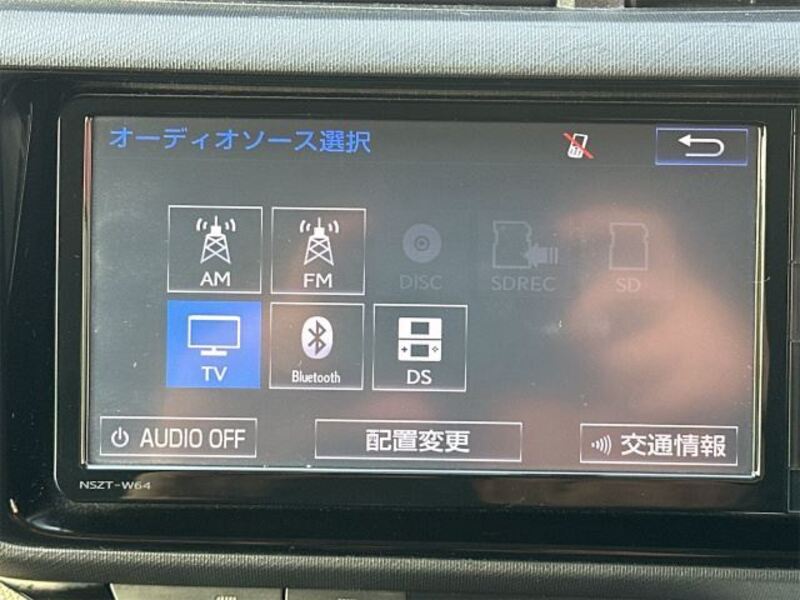 オーディオソース選択
AM
FM
DISC
SDREC
SD
TV
Bluetooth
DS
AUDIO OFF
配置変更
交通情報
NSZT-W64